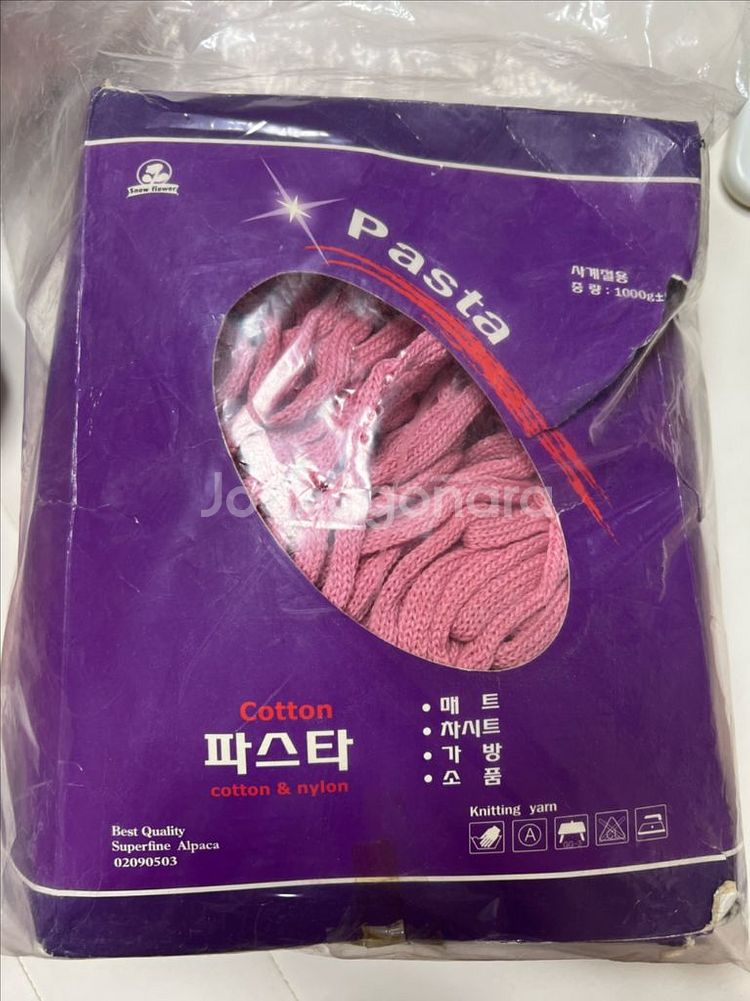 Snow flower
Pasta
사계절용
중 량 : 1000g±
Joonggonara
Cotton
파스타
cotton & nylon
• 매 트
• 차시트
• 가 방
• 소 품
Knitting yarn
Best Quality
Superfine Alpaca
02090503
A